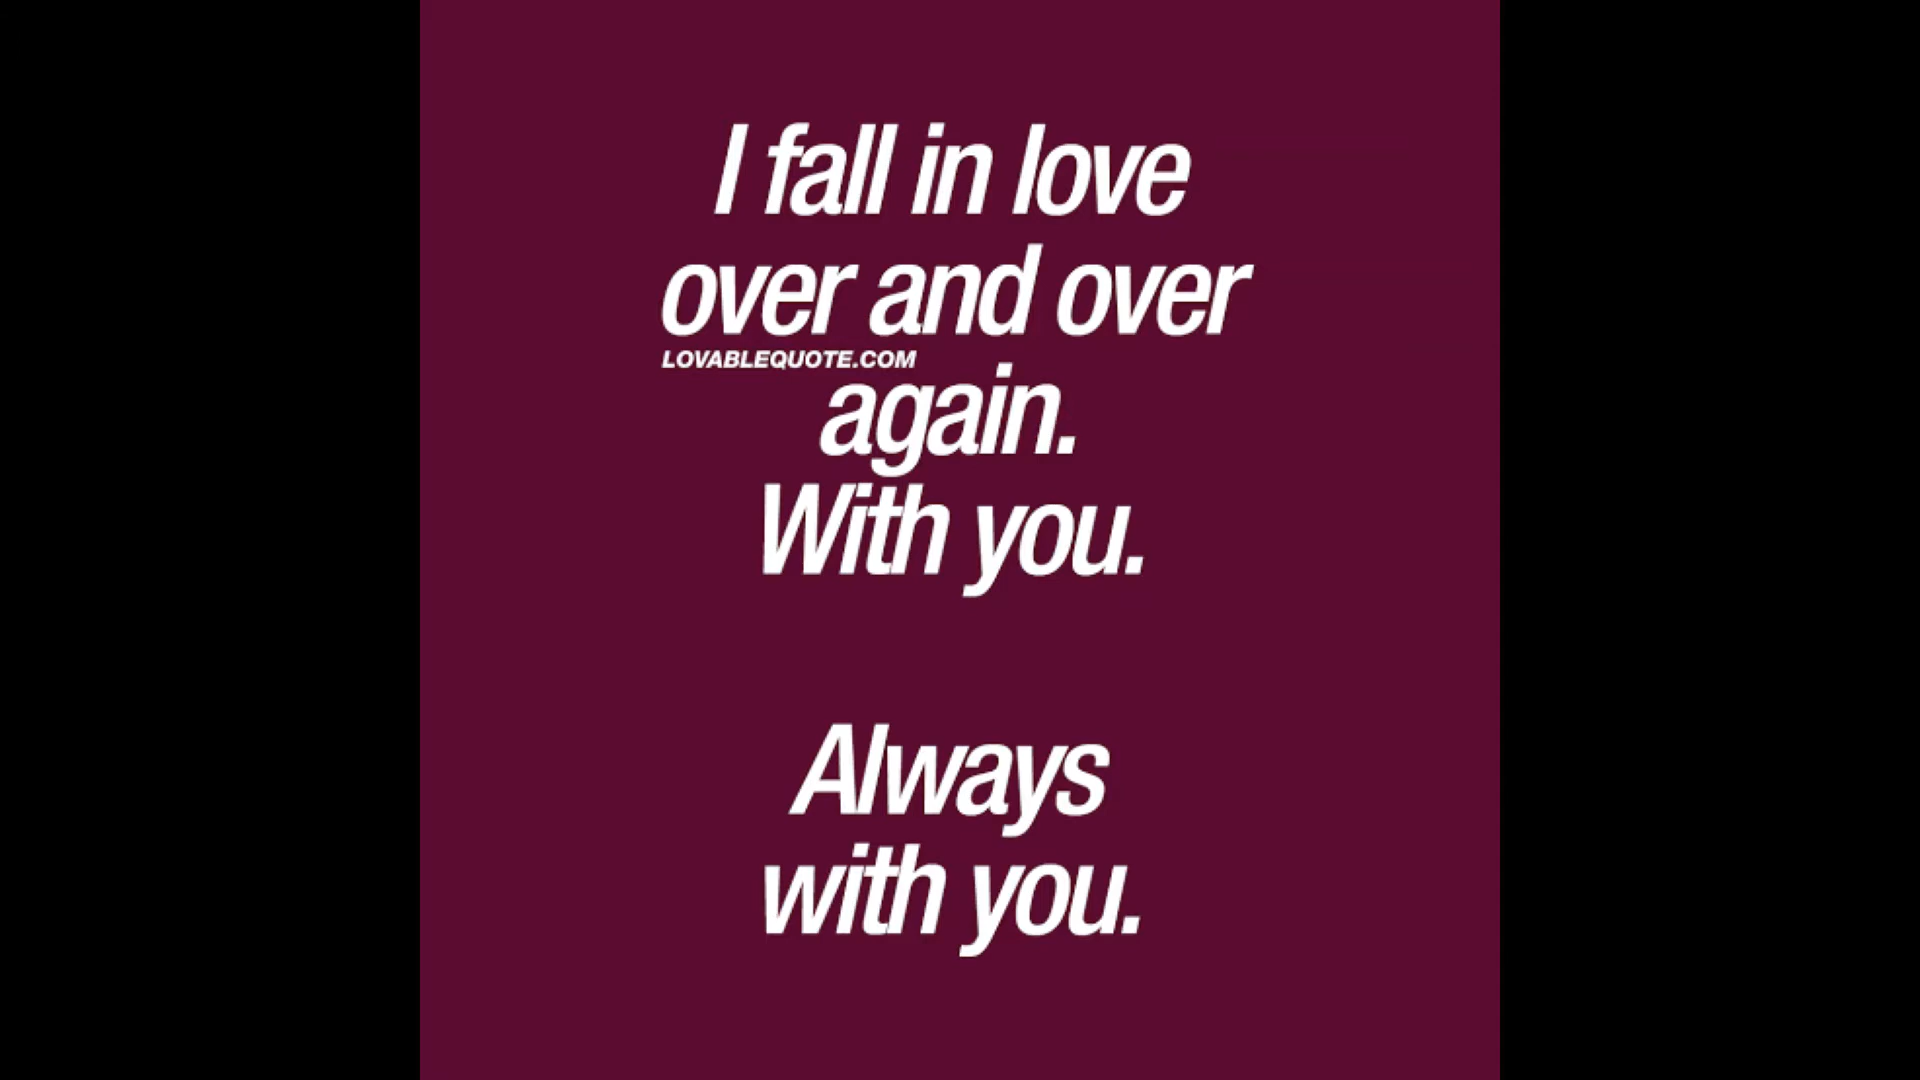 I fall in love
over and over
LOVABLEQUOTE.COM
again.
With you.
Always
with you.